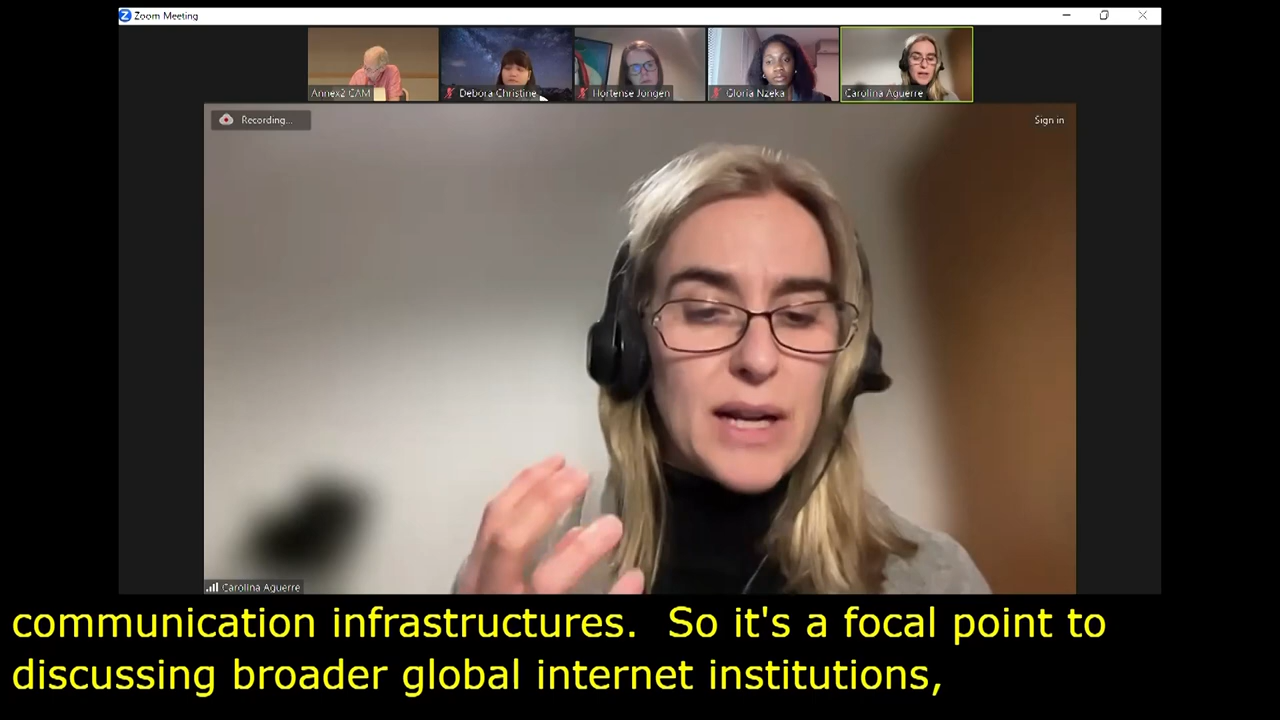 Zoom Meeting
Annex2 CAM
Debora Christine
Hortense Jongen
Gloria Nzeka
Carolina Aguerre
Recording...
Sign in
Carolina Aguerre
communication infrastructures.  So it's a focal point to
discussing broader global internet institutions,